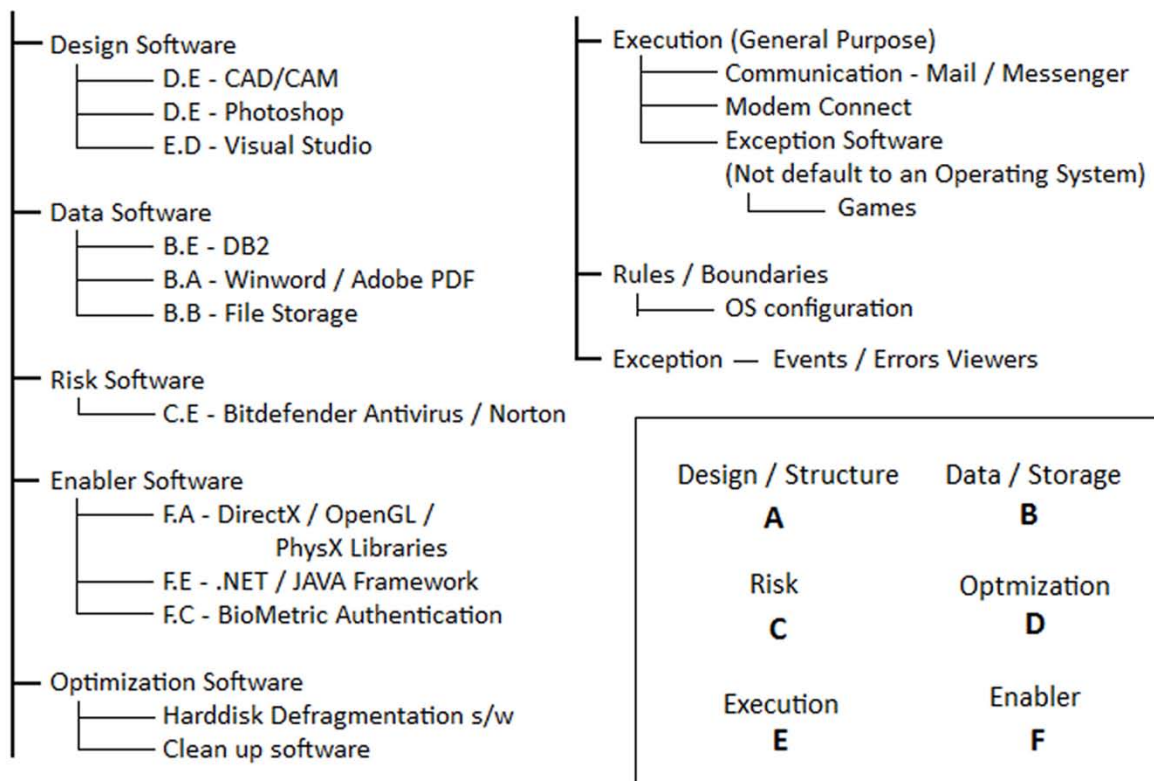 Design Software
D.E - CAD/CAM
D.E - Photoshop
E.D - Visual Studio
Data Software
B.E - DB2
B.A - Winword / Adobe PDF
B.B - File Storage
Risk Software
C.E - Bitdefender Antivirus / Norton
Enabler Software
F.A - DirectX / OpenGL /
PhysX Libraries
F.E - .NET / JAVA Framework
F.C - BioMetric Authentication
Optimization Software
Harddisk Defragmentation s/w
Clean up software
Execution (General Purpose)
Communication - Mail / Messenger
Modem Connect
Exception Software
(Not default to an Operating System)
Games
Rules / Boundaries
OS configuration
Exception — Events / Errors Viewers
Design / Structure Data / Storage
A B
Risk Optmization
C D
Execution Enabler
E F